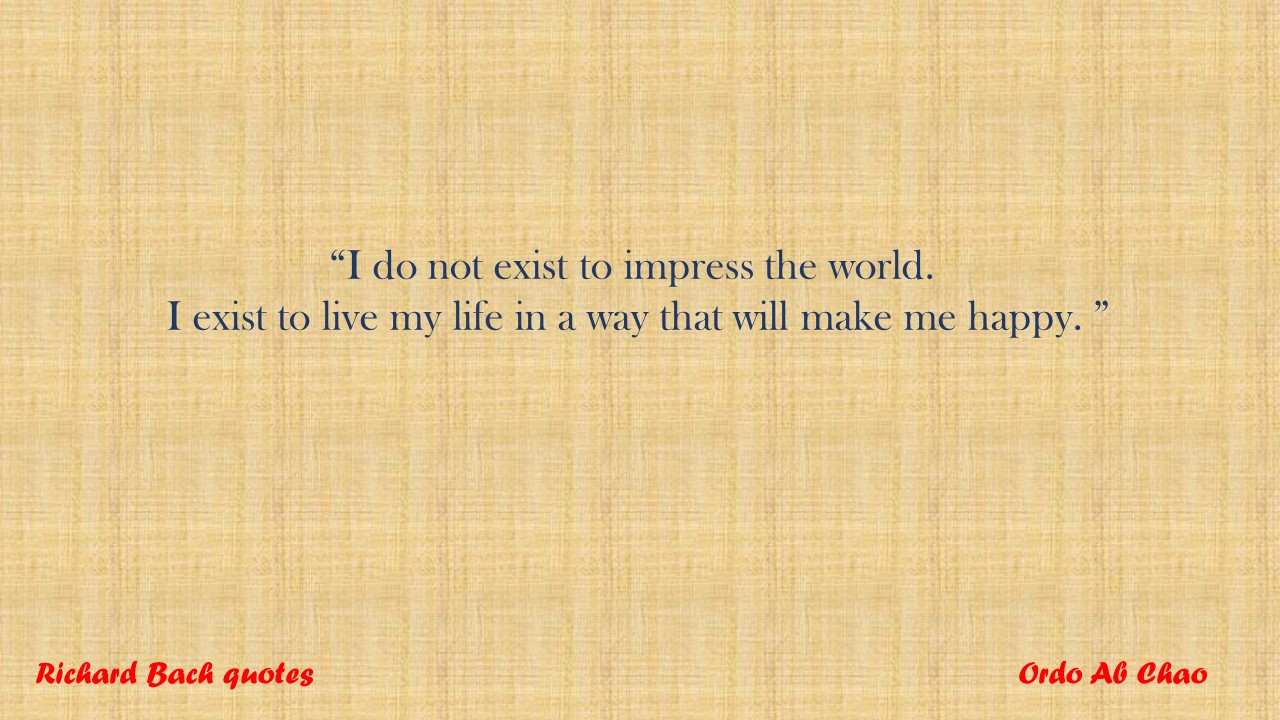 “I do not exist to impress the world.
I exist to live my life in a way that will make me happy. ”
Richard Bach quotes
Ordo Ab Chao